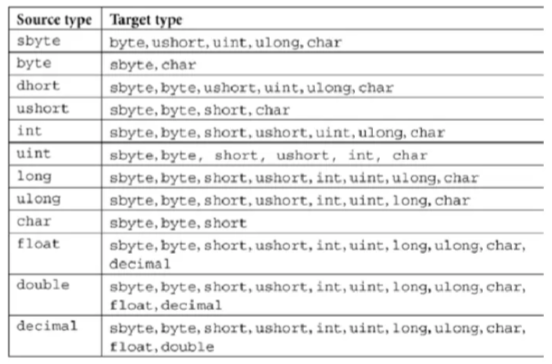 Source type Target type
sbyte byte, ushort, uint, ulong, char
byte sbyte, char
dhort sbyte, byte, ushort, uint, ulong, char
ushort sbyte, byte, short, char
int sbyte, byte, short, ushort, uint, ulong, char
uint sbyte, byte, short, ushort, int, char
long sbyte, byte, short, ushort, int, uint, ulong, char
ulong sbyte, byte, short, ushort, int, uint, long, char
char sbyte, byte, short
float sbyte, byte, short, ushort, int, uint, long, ulong, char,
decimal
double sbyte, byte, short, ushort, int, uint, long, ulong, char,
float, decimal
decimal sbyte, byte, short, ushort, int, uint, long, ulong, char,
float, double